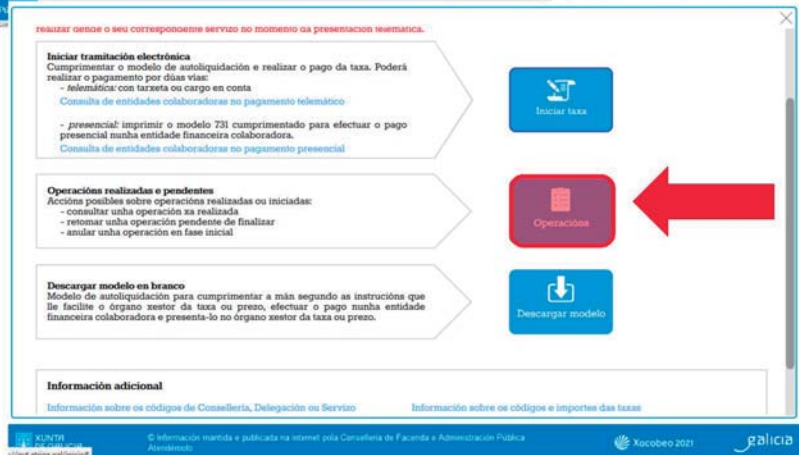 realizar dende o seu correspondente servizo no momento da presentación telemática.
Iniciar tramitación electrónica
Cumprimentar o modelo de autoliquidación e realizar o pago da taxa. Poderá
realizar o pagamento por dúas vías:
- telemática: con tarxeta ou cargo en conta
Consulta de entidades colaboradoras no pagamento telemático
- presencial: imprimir o modelo 731 cumprimentado para efectuar o pago
presencial nunha entidade financeira colaboradora.
Consulta de entidades colaboradoras no pagamento presencial
Iniciar taxa
Operacións realizadas e pendentes
Accións posibles sobre operacións realizadas ou iniciadas:
- consultar unha operación xa realizada
- retomar unha operación pendente de finalizar
- anular unha operación en fase inicial
Operacións
Descargar modelo en branco
Modelo de autoliquidación para cumprimentar a mán segundo as instrucións que
lle facilite o órgano xestor da taxa ou prezo, efectuar o pago nunha entidade
financeira colaboradora e presenta-lo no órgano xestor da taxa ou prezo.
Descargar modelo
Información adicional
Información sobre os códigos de Consellería, Delegación ou Servizo
Información sobre os códigos e importes das taxas
XUNTA
DE GALICIA
© Información mantida e publicada na internet pola Consellería de Facenda e Administración Pública
Atendémolo
Xacobeo 2021
galicia